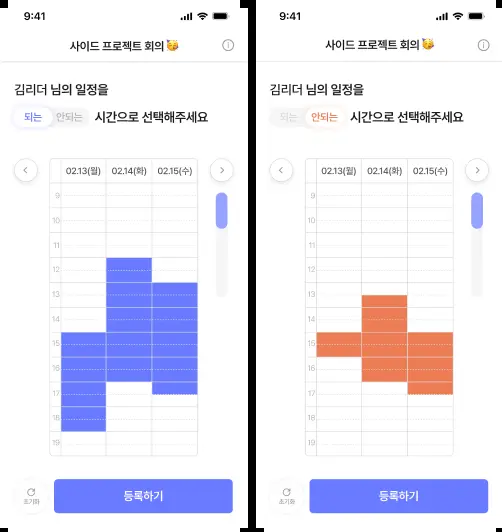 9:41
사이드 프로젝트 회의 🥳
김리더 님의 일정을
되는 안되는 시간으로 선택해주세요
02.13(월) 02.14(화) 02.15(수)
9
10
11
12
13
14
15
16
17
18
19
초기화
등록하기
9:41
사이드 프로젝트 회의 🥳
김리더 님의 일정을
되는 안되는 시간으로 선택해주세요
02.13(월) 02.14(화) 02.15(수)
9
10
11
12
13
14
15
16
17
18
19
초기화
등록하기